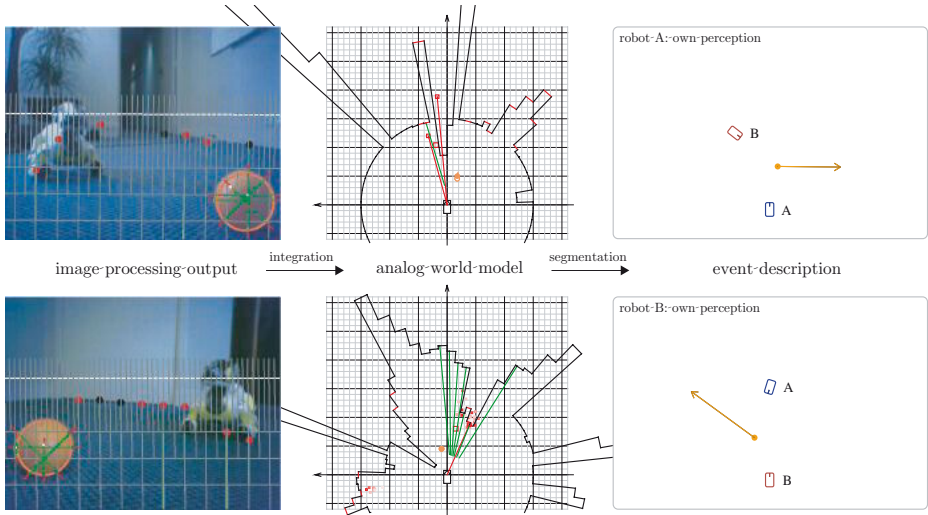 robot-A:-own-perception
B
A
image-processing-output
integration
analog-world-model
segmentation
event-description
robot-B:-own-perception
A
B